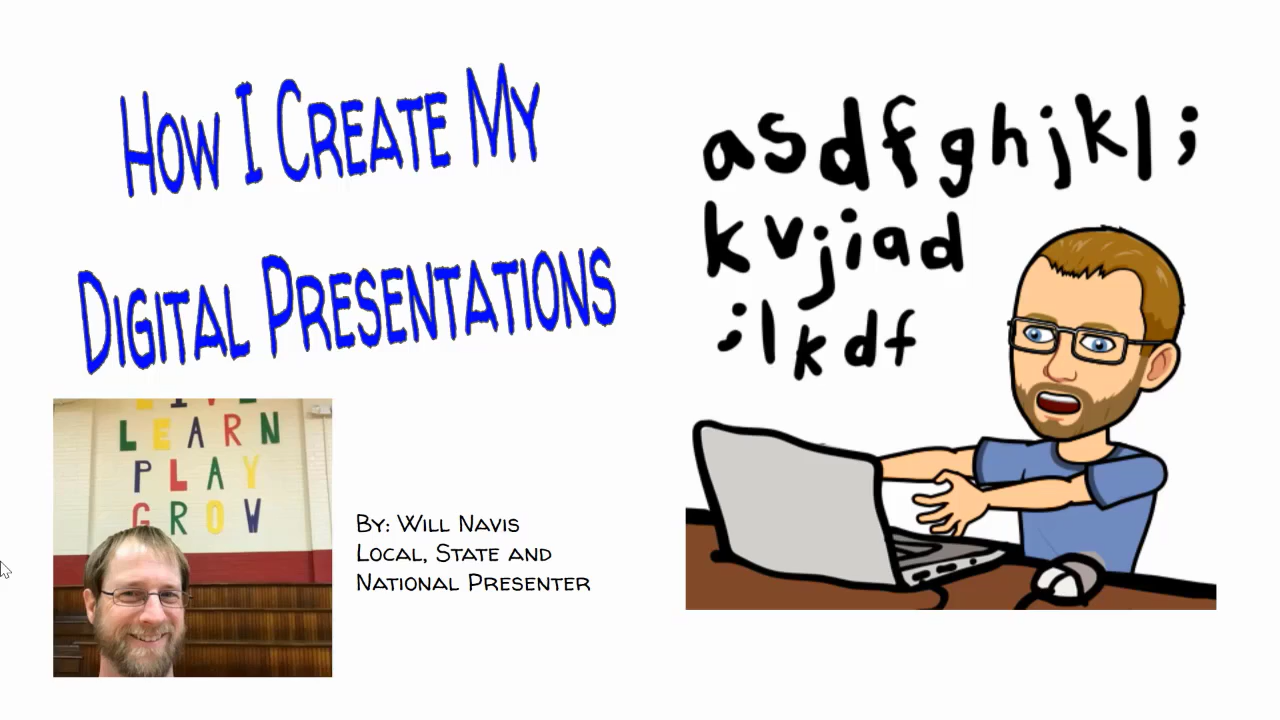 How I Create My
Digital Presentations
asdfghjkl;
kvjiad
;lkdf
LEARN
PLAY
GROW
By: Will Navis
Local, State and
National Presenter